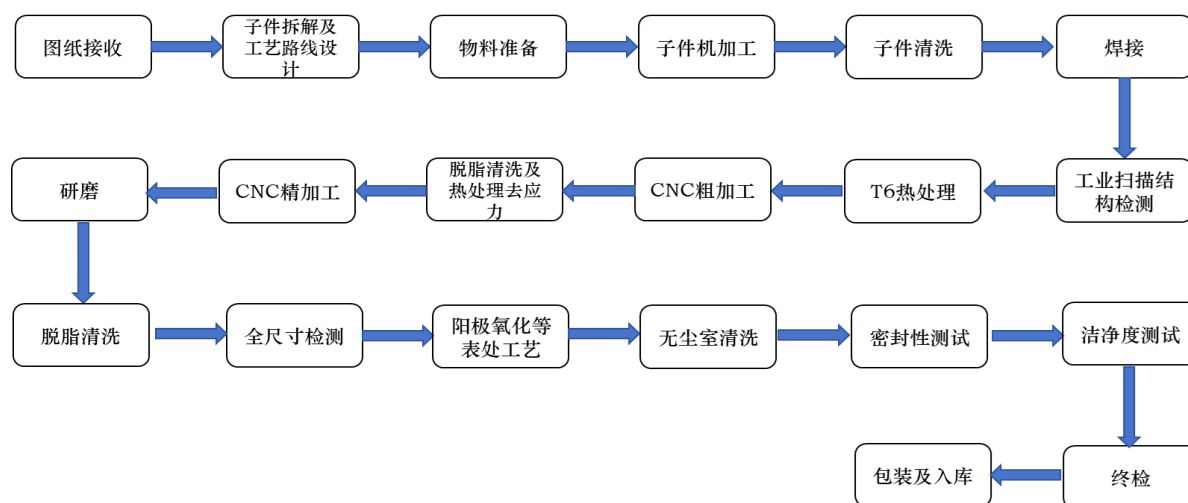 图纸接收
子件拆解及
工艺路线设
计
物料准备
子件机加工
子件清洗
焊接
工业扫描结
构检测
T6热处理
CNC粗加工
脱脂清洗及
热处理去应
力
CNC精加工
研磨
脱脂清洗
全尺寸检测
阳极氧化等
表处工艺
无尘室清洗
密封性测试
洁净度测试
终检
包装及入库